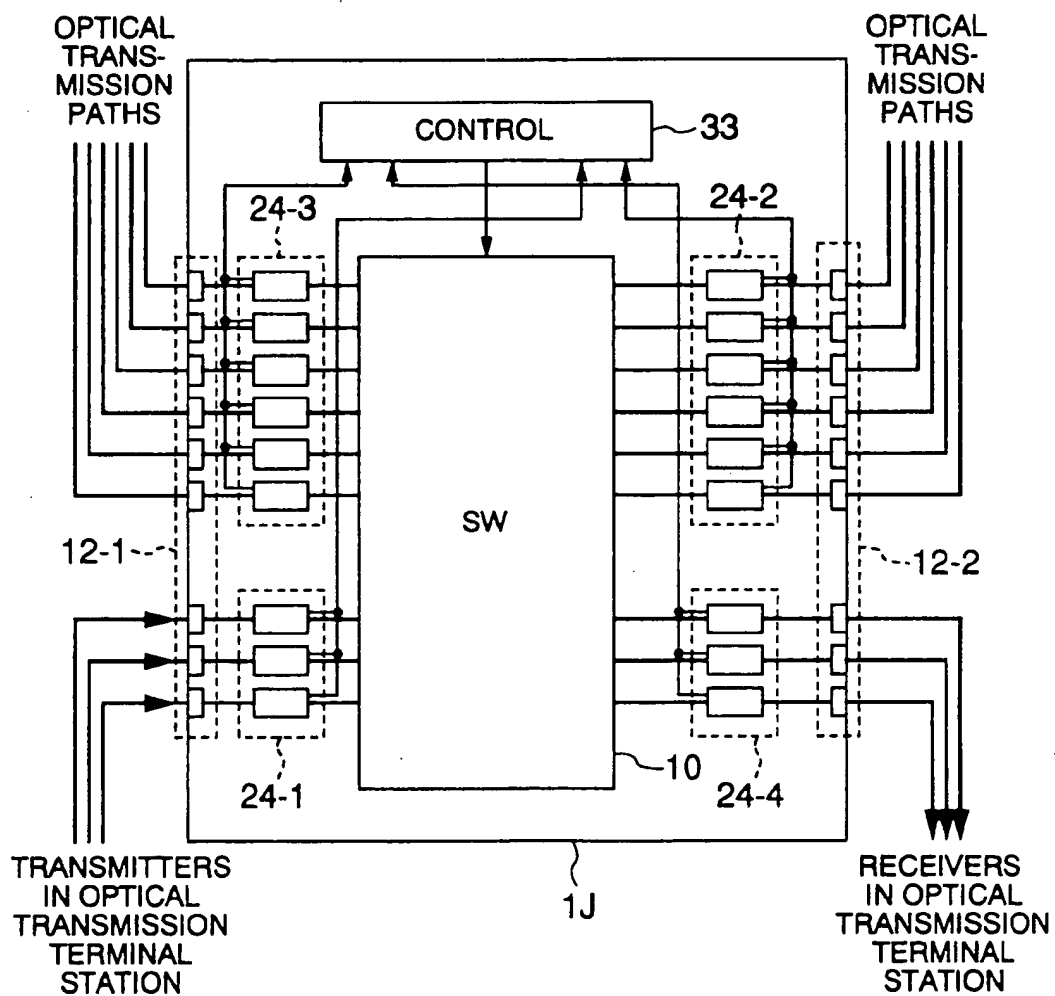 OPTICAL
TRANS-
MISSION
PATHS
OPTICAL
TRANS-
MISSION
PATHS
CONTROL
33
24-3
24-2
SW
12-1
12-2
24-1
10
24-4
TRANSMITTERS
IN OPTICAL
TRANSMISSION
TERMINAL
STATION
1J
RECEIVERS
IN OPTICAL
TRANSMISSION
TERMINAL
STATION